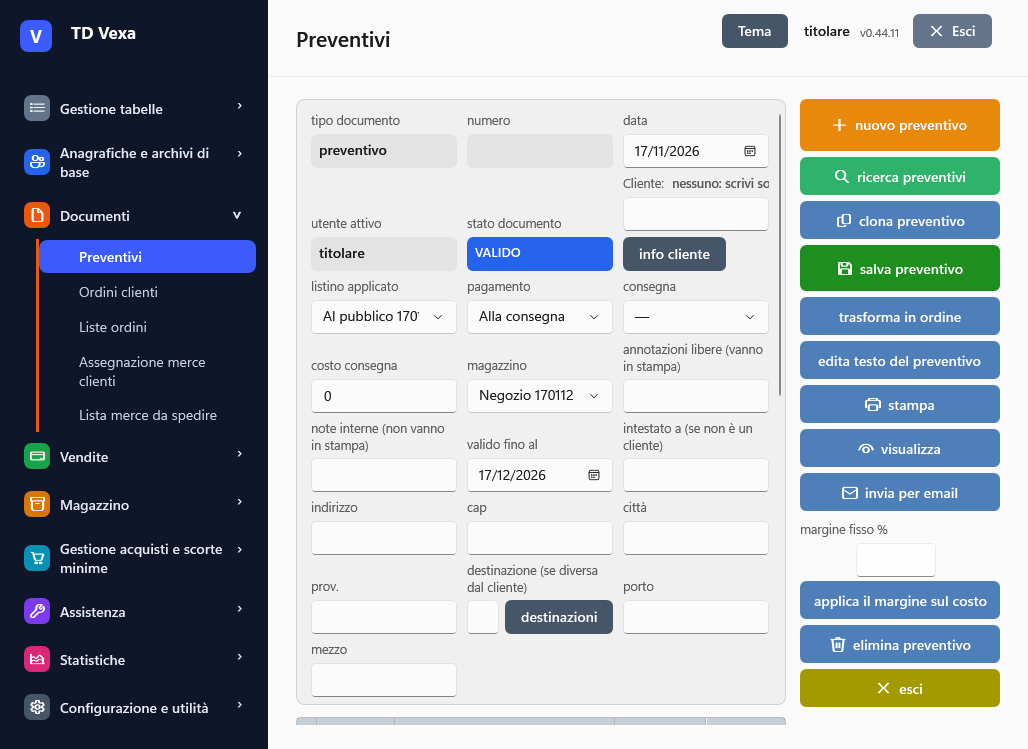 V
TD Vexa
Gestione tabelle
Anagrafiche e archivi di
base
Documenti
Preventivi
Ordini clienti
Liste ordini
Assegnazione merce
clienti
Lista merce da spedire
Vendite
Magazzino
Gestione acquisti e scorte
minime
Assistenza
Statistiche
Configurazione e utilità
Preventivi
Tema
titolare
v0.44.11
Esci
tipo documento
preventivo
numero
data
17/11/2026
Cliente: nessuno: scrivi so
utente attivo
titolare
stato documento
VALIDO
info cliente
listino applicato
Al pubblico 170
pagamento
Alla consegna
consegna
—
costo consegna
0
magazzino
Negozio 170112
annotazioni libere (vanno
in stampa)
note interne (non vanno
in stampa)
valido fino al
17/12/2026
intestato a (se non è un
cliente)
indirizzo
cap
città
prov.
destinazione (se diversa
dal cliente)
destinazioni
porto
mezzo
nuovo preventivo
ricerca preventivi
clona preventivo
salva preventivo
trasforma in ordine
edita testo del preventivo
stampa
visualizza
invia per email
margine fisso %
applica il margine sul costo
elimina preventivo
esci